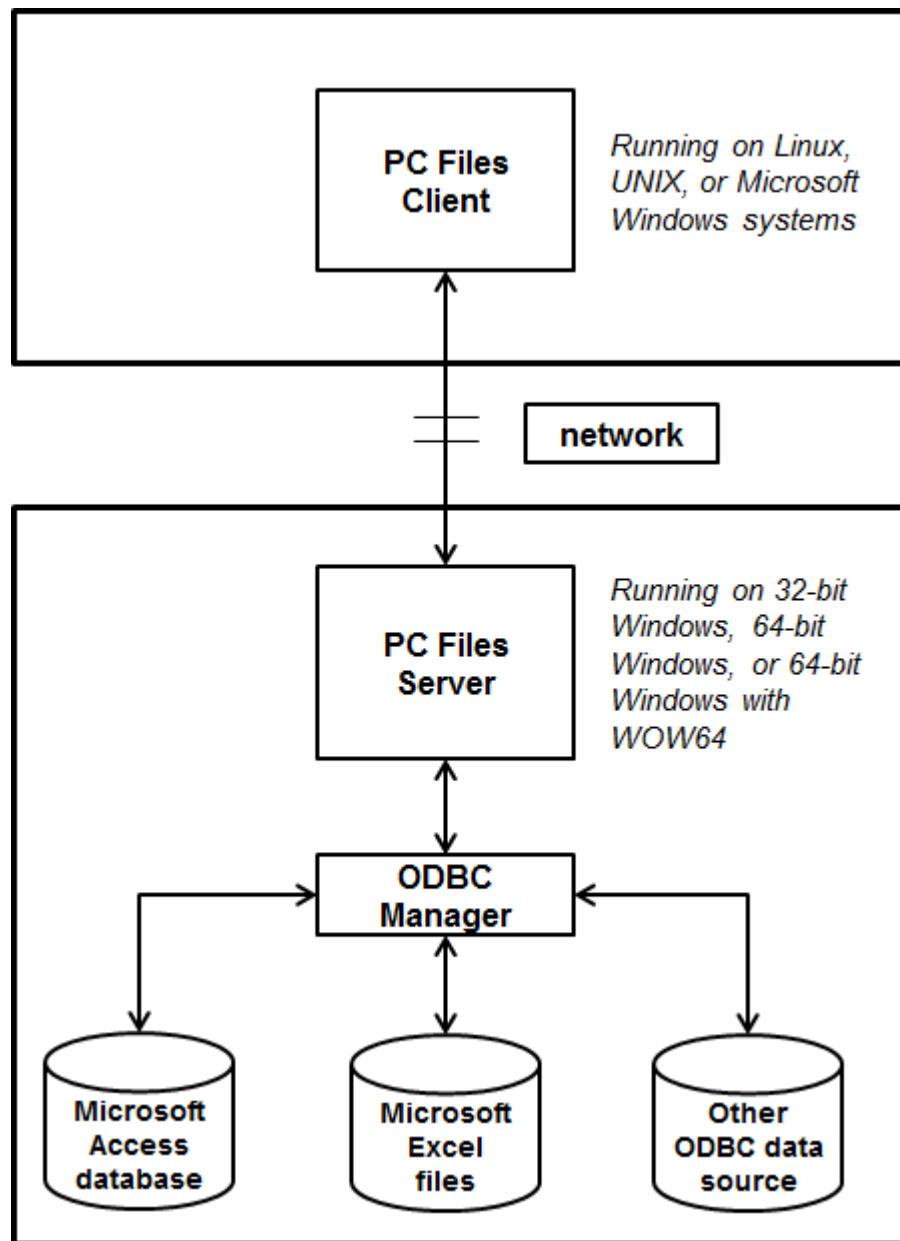 PC Files
Client
Running on Linux,
UNIX, or Microsoft
Windows systems
network
PC Files
Server
Running on 32-bit
Windows, 64-bit
Windows, or 64-bit
Windows with
WOW64
ODBC
Manager
Microsoft
Access
database
Microsoft
Excel
files
Other
ODBC data
source